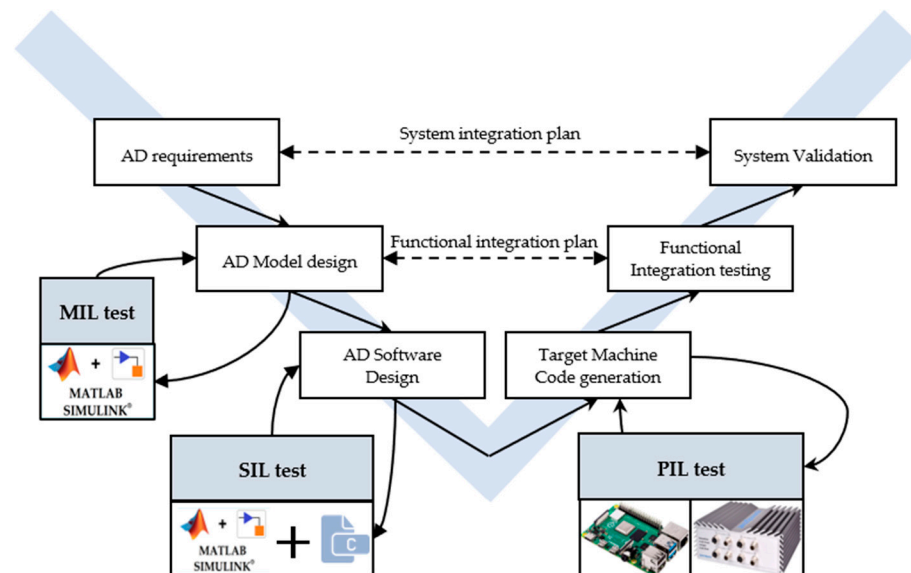 System integration plan
AD requirements
System Validation
Functional integration plan
AD Model design
Functional
Integration testing
MIL test
+
MATLAB
SIMULINK®
AD Software
Design
Target Machine
Code generation
SIL test
+
MATLAB
SIMULINK®
+
C
PIL test